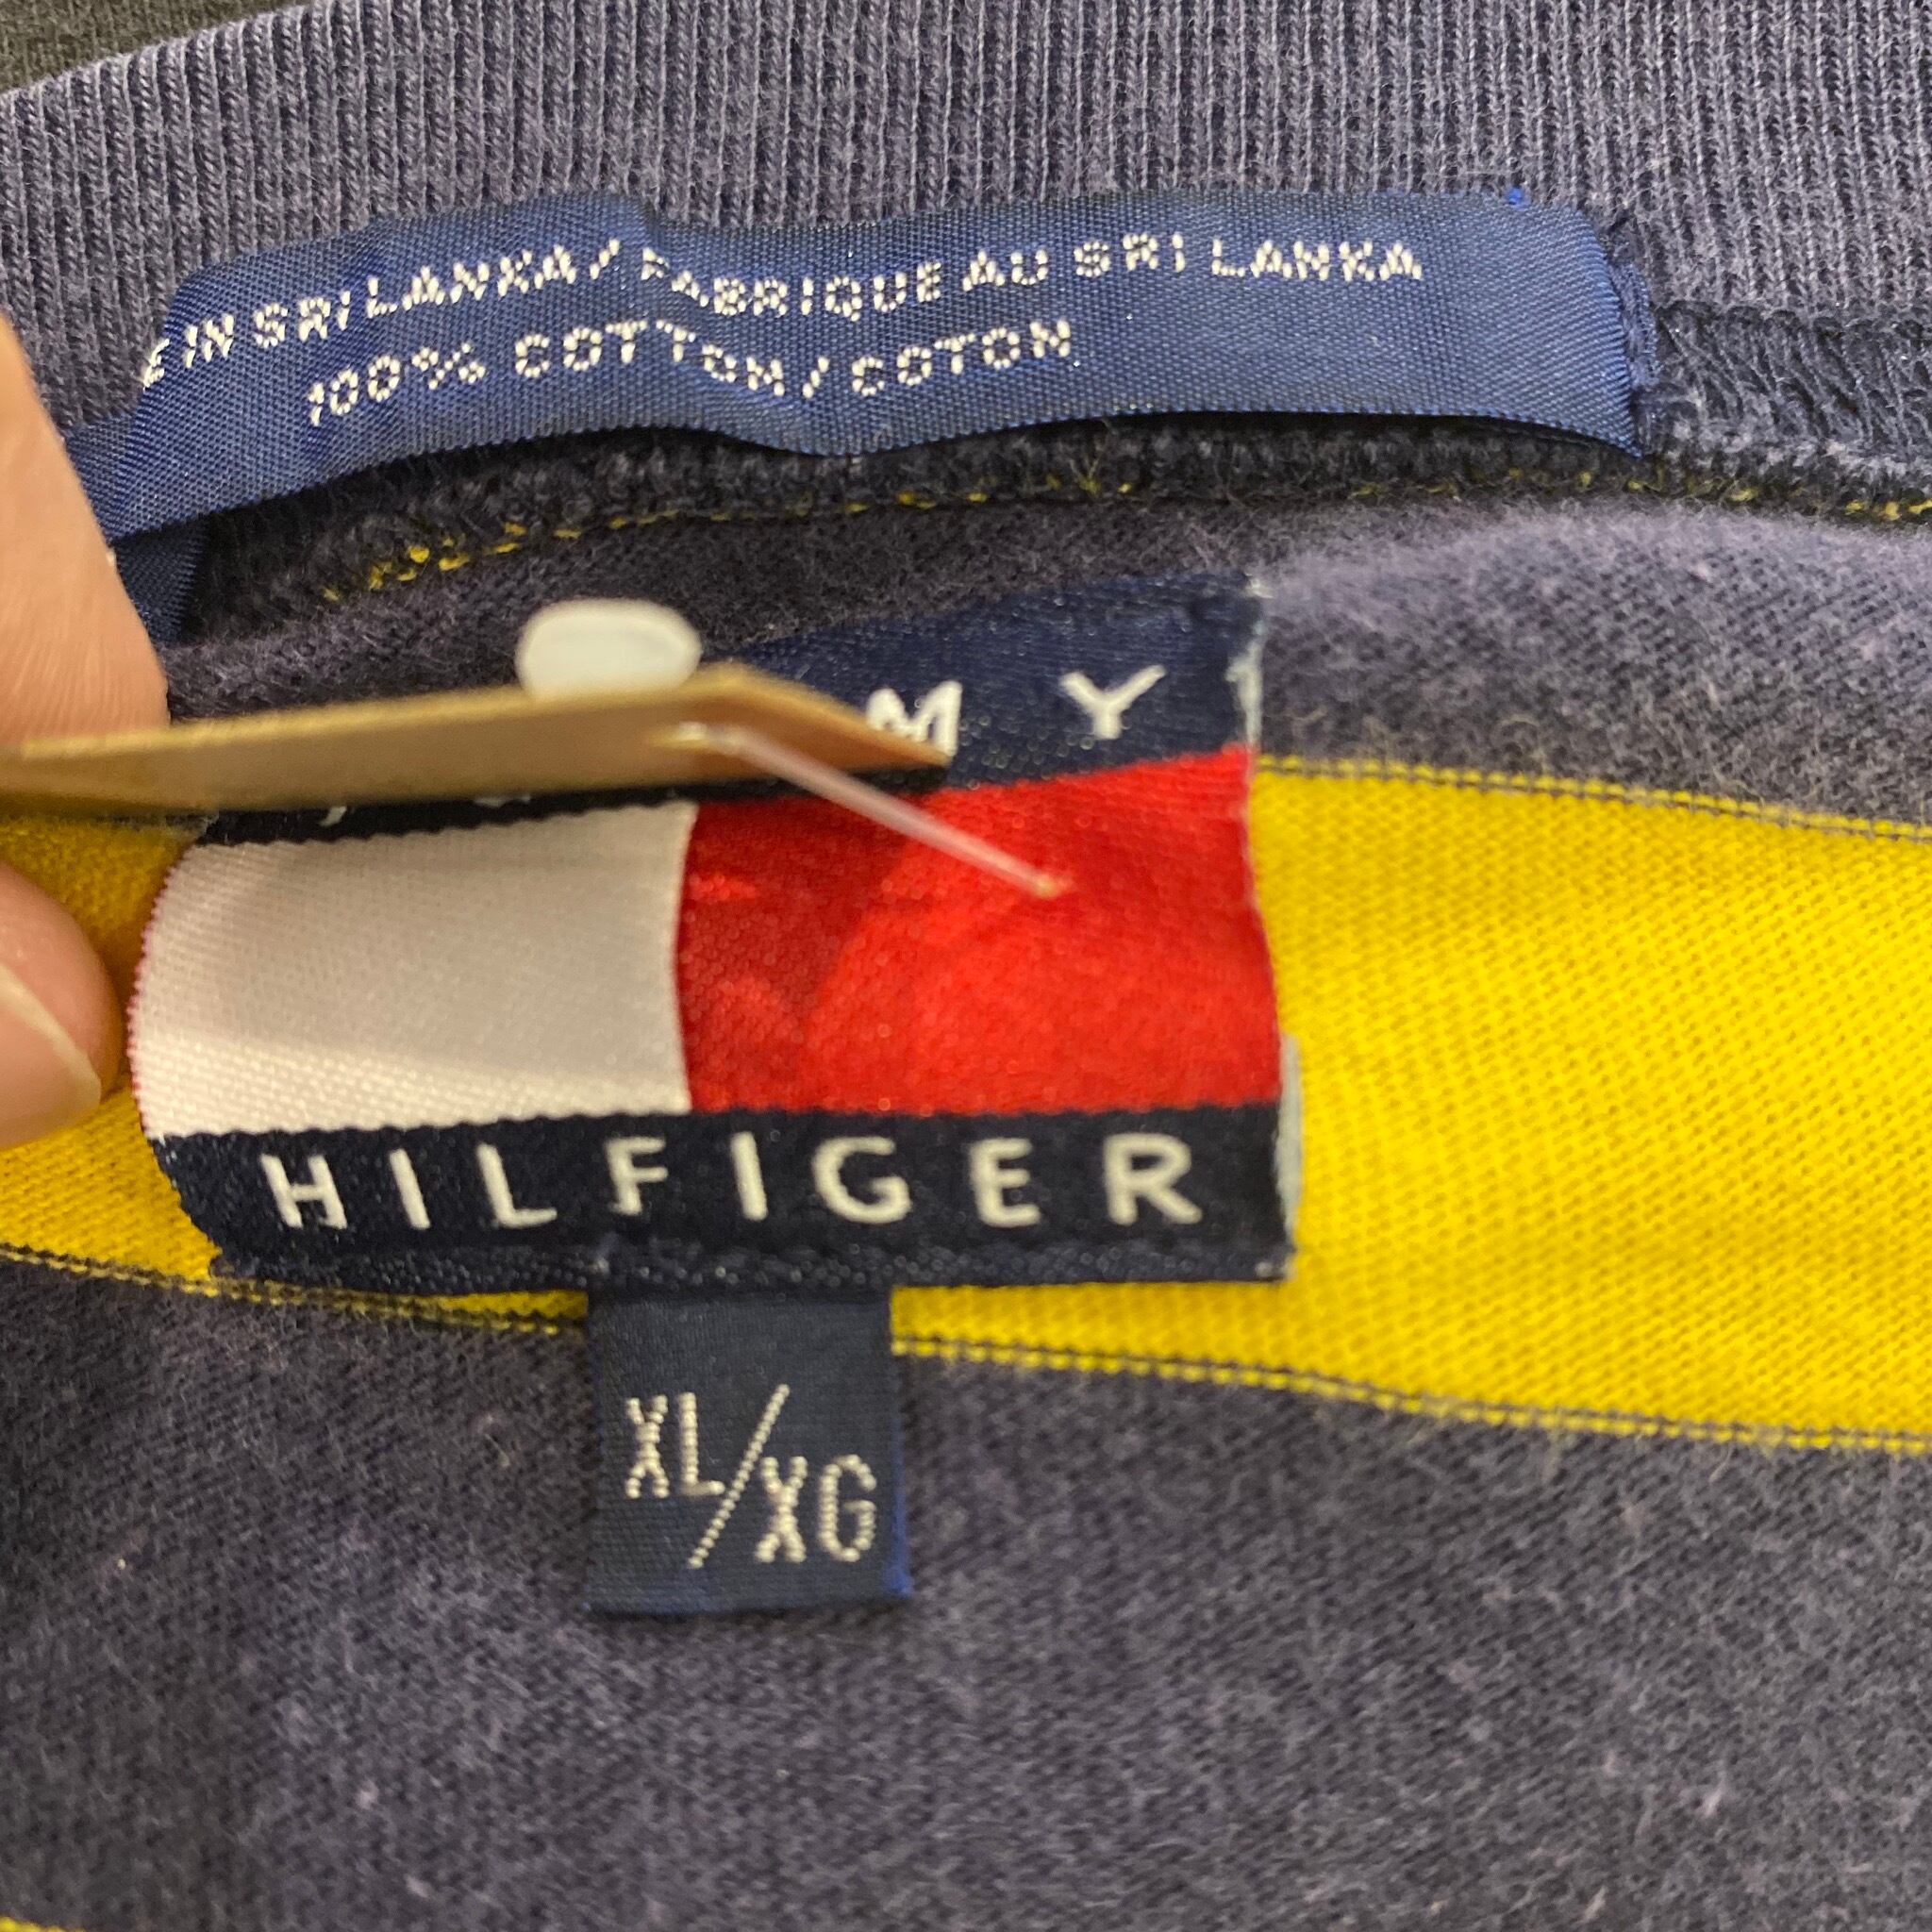 E IN SRI LANKA / FABRIQUE AU SRI LANKA
100% COTTON / COTON
MY
HILFIGER
XL/XG